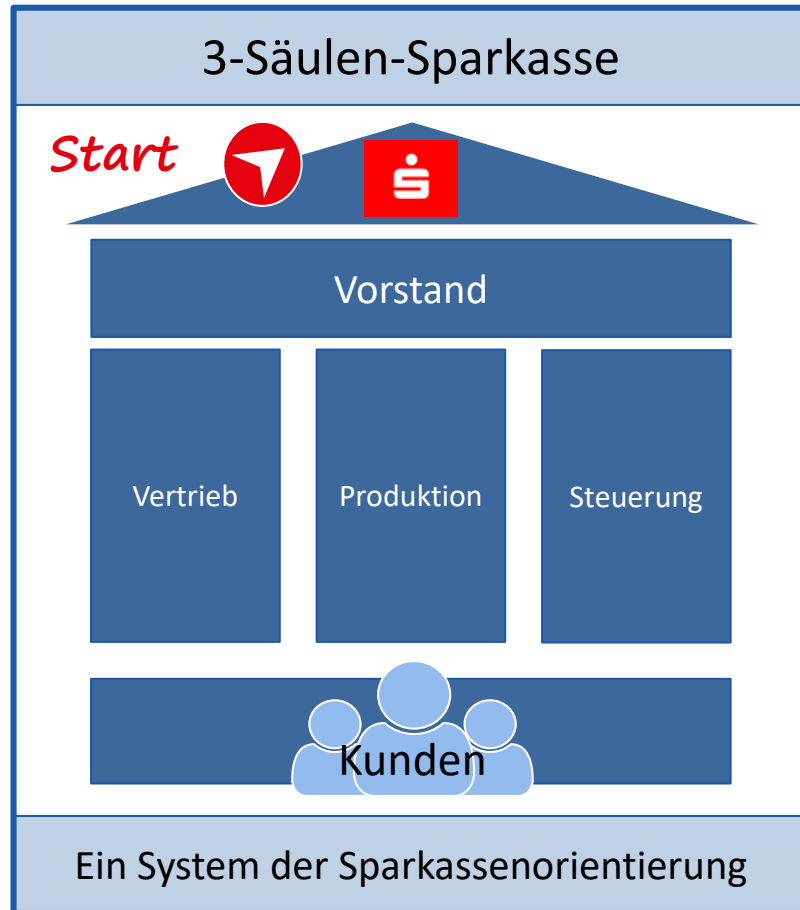 3-Säulen-Sparkasse
Start
Vorstand
Vertrieb
Produktion
Steuerung
Kunden
Ein System der Sparkassenorientierung